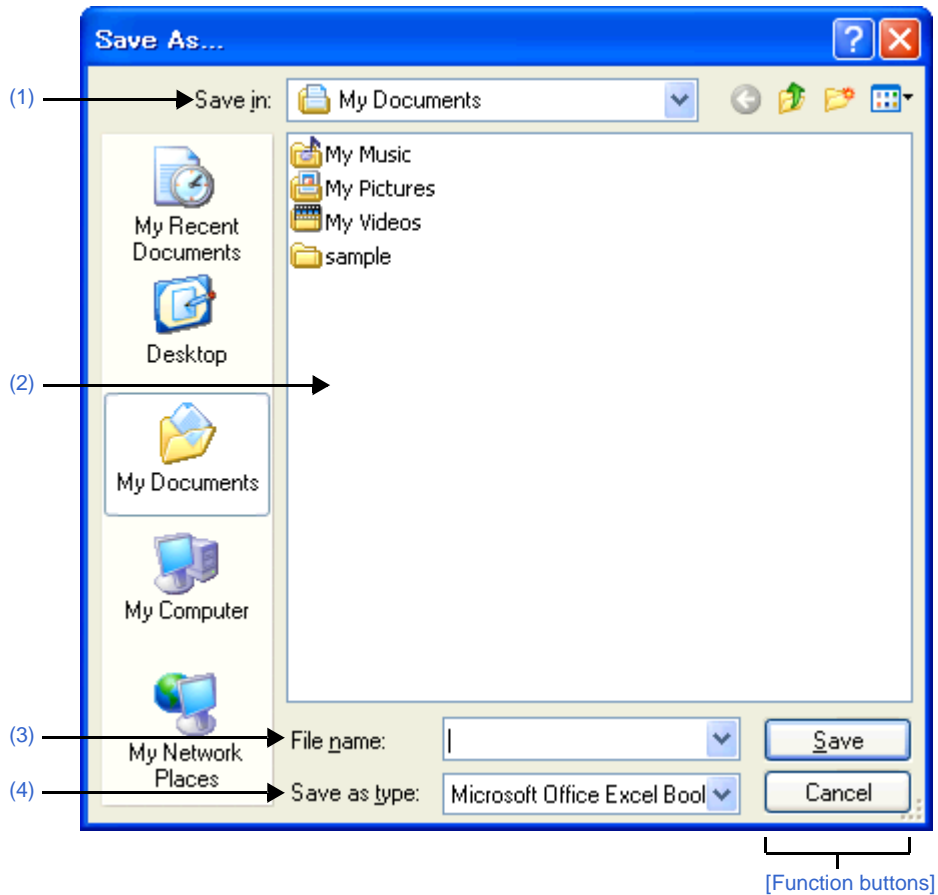 Save As...
(1)
Save in:
My Documents
My Recent
Documents
Desktop
My Documents
My Computer
My Network
Places
My Music
My Pictures
My Videos
sample
(2)
(3)
File name:
Save
(4)
Save as type:
Microsoft Office Excel Bool
Cancel
[Function buttons]